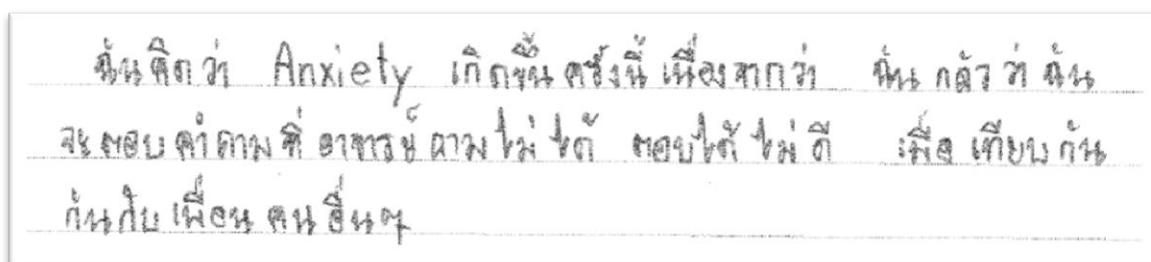 ฉันคิดว่า Anxiety เกิดขึ้นครั้งนี้เนื่องจากว่า ฉันกลัวว่าฉัน
จะตอบคำถามที่อาจารย์ถามไม่ได้ ตอบได้ไม่ดี เมื่อเทียบกัน
กันกับเพื่อนคนอื่นๆ